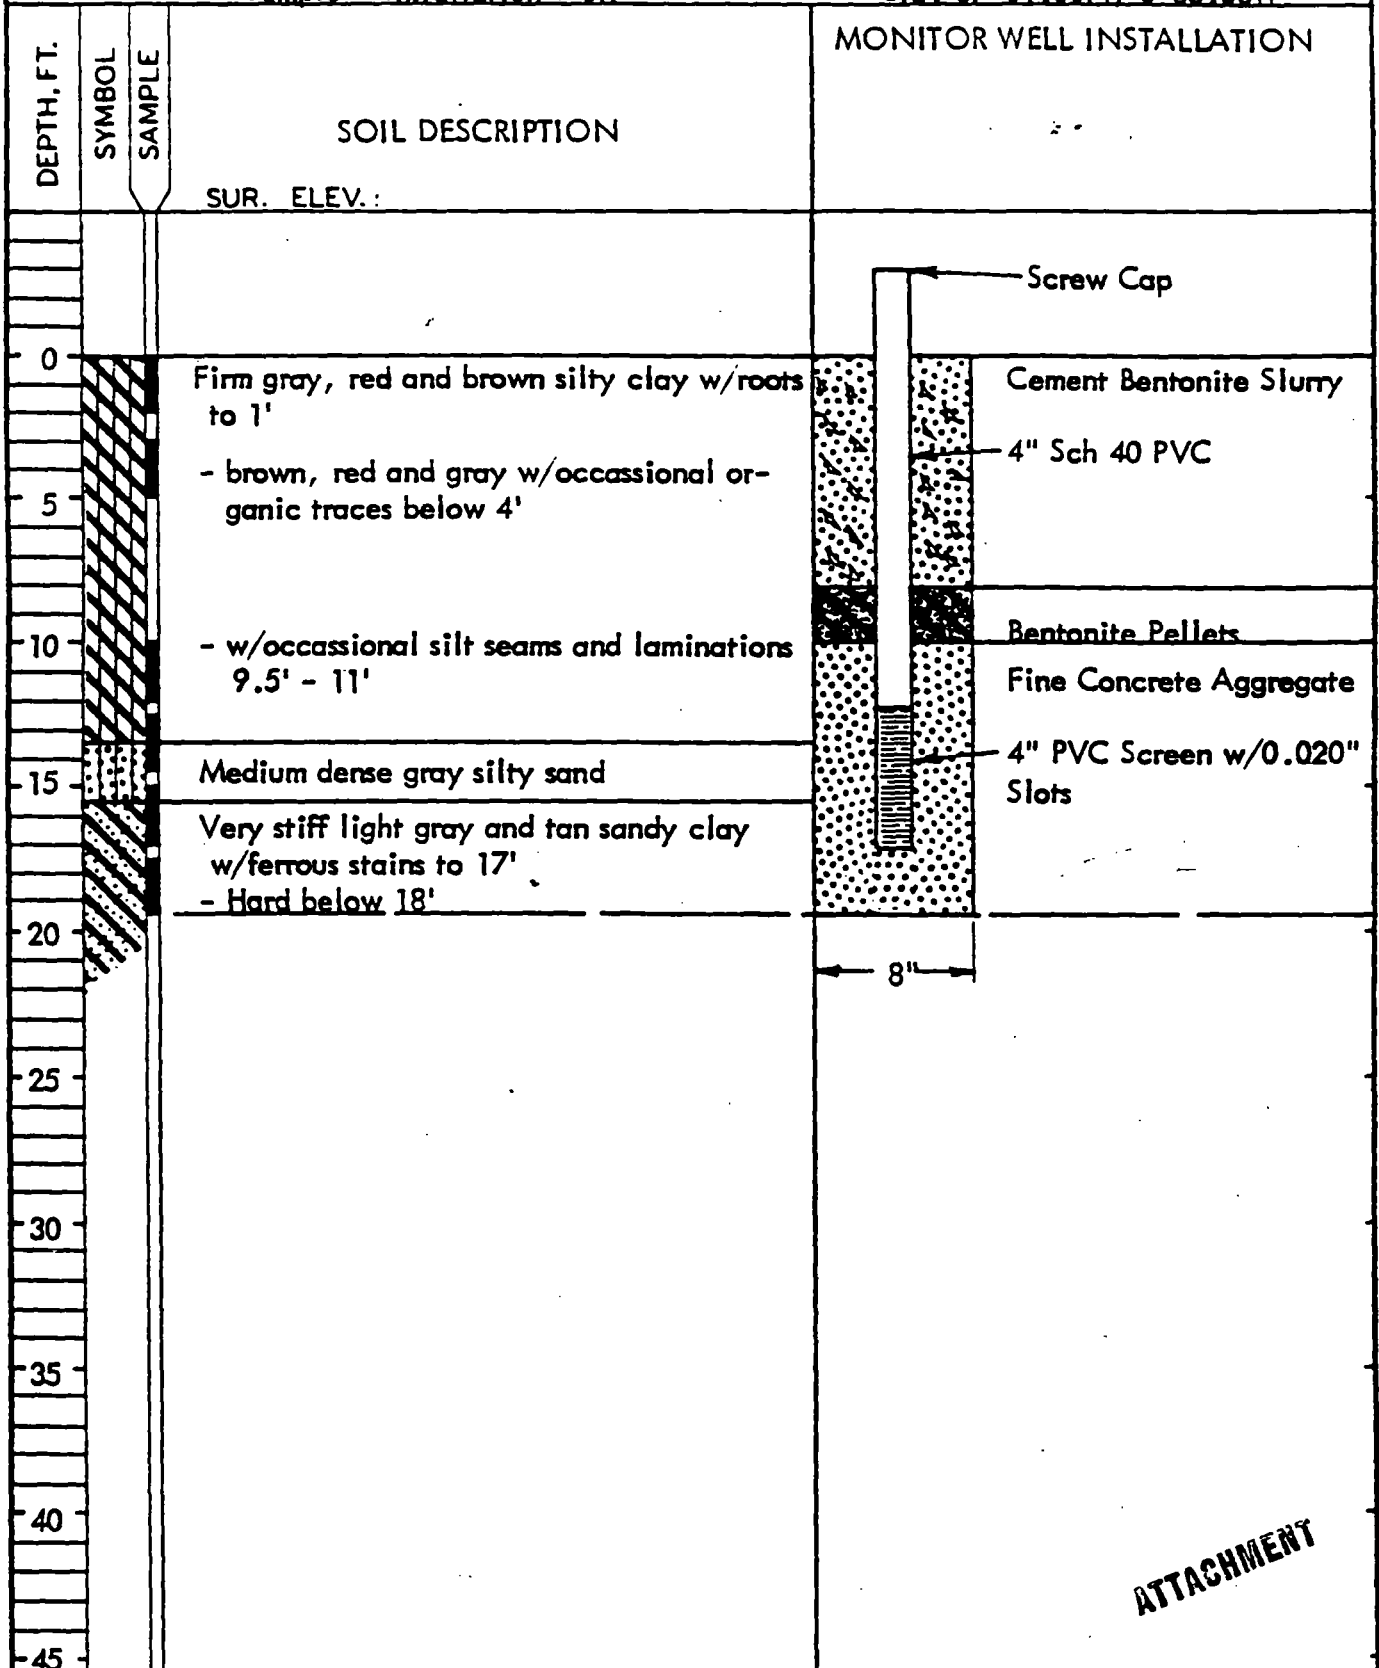 MONITOR WELL INSTALLATION
DEPTH, FT.
SYMBOL
SAMPLE
SOIL DESCRIPTION
SUR. ELEV.:
Screw Cap
0
Firm gray, red and brown silty clay w/roots
to 1'
Cement Bentonite Slurry
- brown, red and gray w/occassional or-
ganic traces below 4'
4" Sch 40 PVC
5
Bentonite Pellets
10
- w/occassional silt seams and laminations
9.5' - 11'
Fine Concrete Aggregate
4" PVC Screen w/0.020"
Slots
15
Medium dense gray silty sand
Very stiff light gray and tan sandy clay
w/ferrous stains to 17'
- Hard below 18'
20
8"
25
30
35
40
ATTACHMENT
45